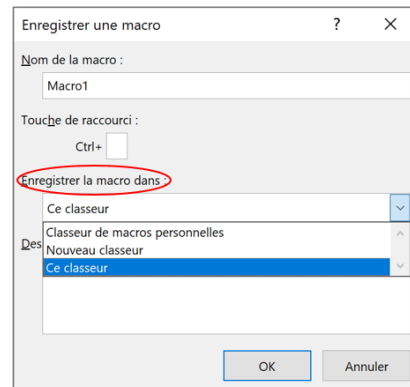 Enregistrer une macro ? ×
Nom de la macro :
Macro1
Touche de raccourci :
Ctrl+
Enregistrer la macro dans :
Ce classeur
Classeur de macros personnelles
Des
Nouveau classeur
Ce classeur
OK Annuler